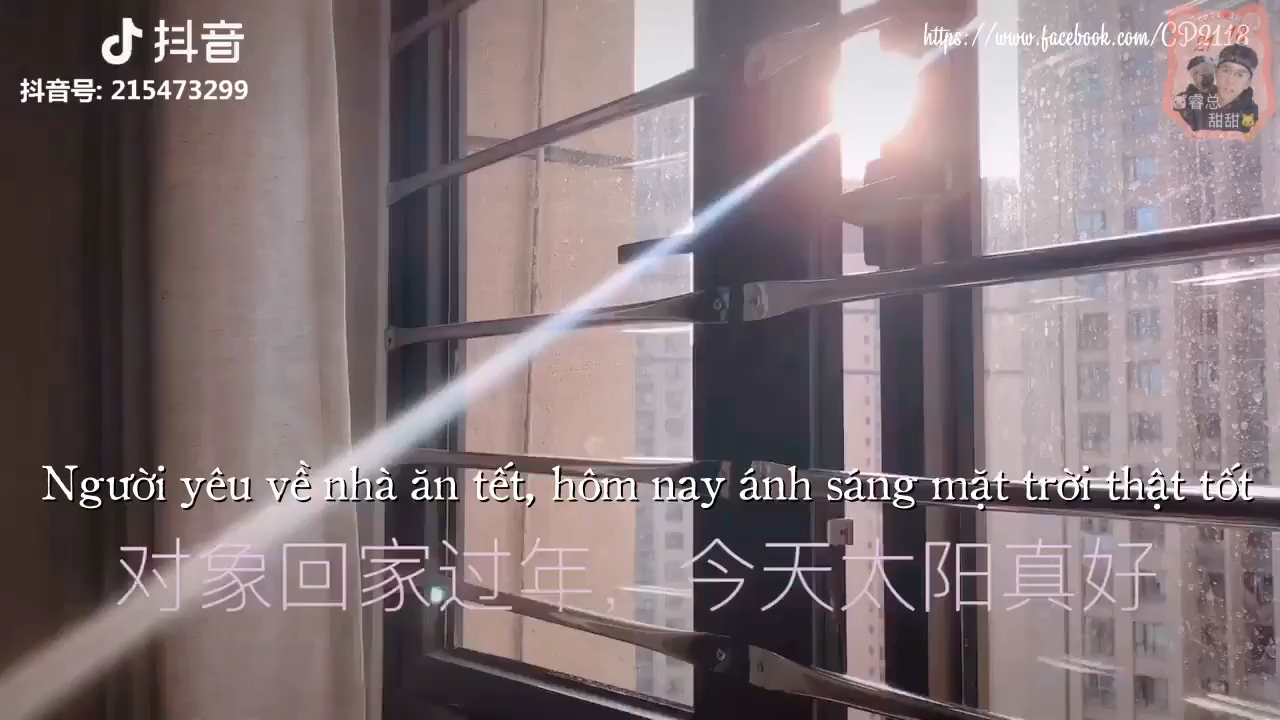 抖音
抖音号: 215473299
https://www.facebook.com/CP9118
睿总
甜甜
Người yêu về nhà ăn tết, hôm nay ánh sáng mặt trời thật tốt
对象回家过年，今天太阳真好